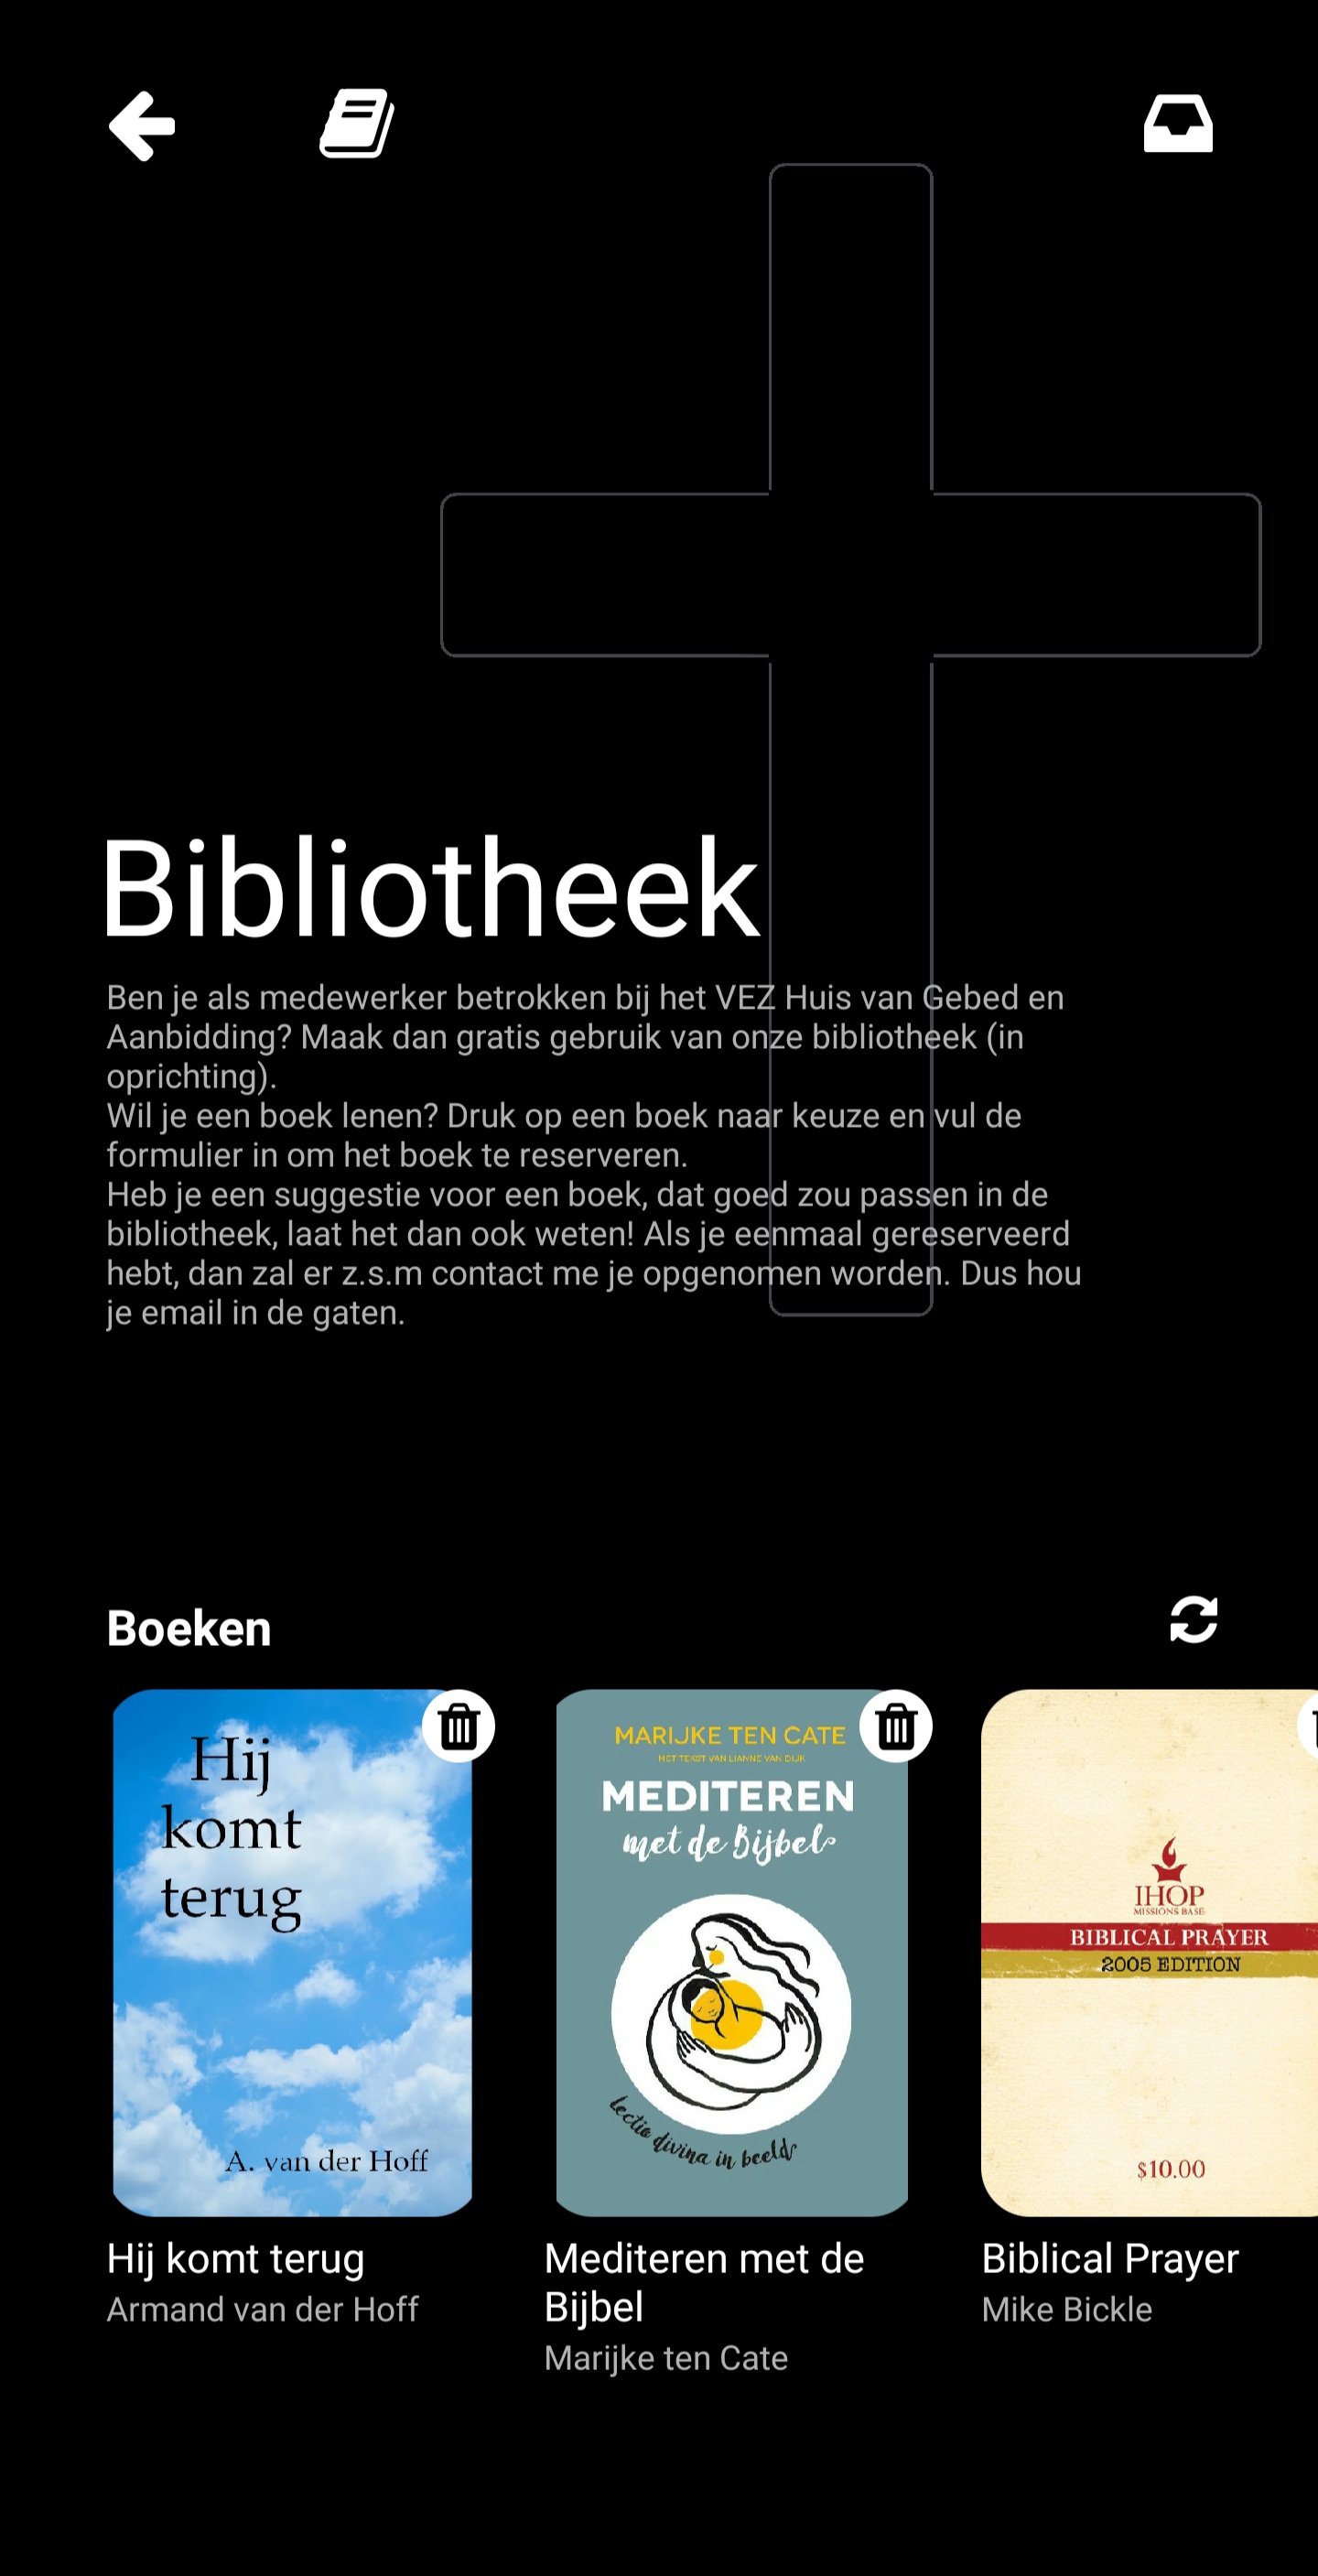 Bibliotheek
Ben je als medewerker betrokken bij het VEZ Huis van Gebed en
Aanbidding? Maak dan gratis gebruik van onze bibliotheek (in
oprichting).
Wil je een boek lenen? Druk op een boek naar keuze en vul de
formulier in om het boek te reserveren.
Heb je een suggestie voor een boek, dat goed zou passen in de
bibliotheek, laat het dan ook weten! Als je eenmaal gereserveerd
hebt, dan zal er z.s.m contact me je opgenomen worden. Dus hou
je email in de gaten.
Boeken
Hij
komt
terug
A. van der Hoff
MARIJKE TEN CATE
MET TEKST VAN LIANNE VAN DIJK
MEDITEREN
met de Bijbel
lectio divina in beeld
IHOP
MISSIONS BASE
BIBLICAL PRAYER
2005 EDITION
$10.00
Hij komt terug
Armand van der Hoff
Mediteren met de
Bijbel
Marijke ten Cate
Biblical Prayer
Mike Bickle